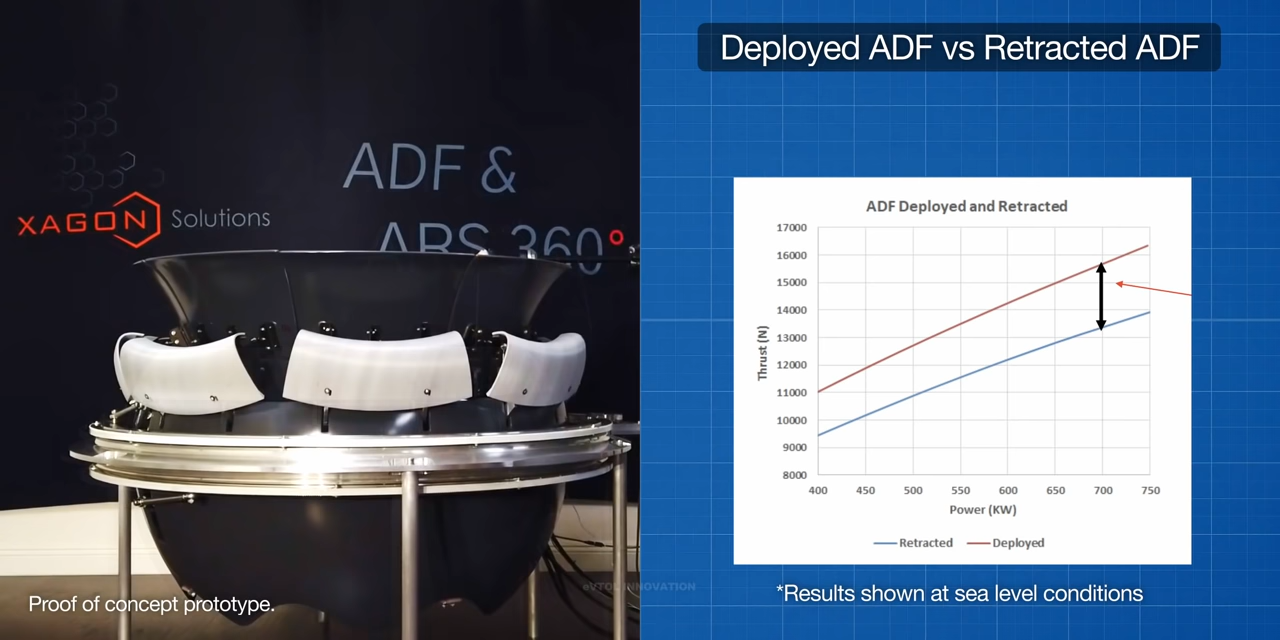 XAGON Solutions
ADF &
ARS 360°
Proof of concept prototype.
eVTOL INNOVATION
Deployed ADF vs Retracted ADF
ADF Deployed and Retracted
17000
16000
15000
14000
13000
12000
11000
10000
9000
8000
Thrust (N)
400 450 500 550 600 650 700 750
Power (KW)
Retracted Deployed
*Results shown at sea level conditions